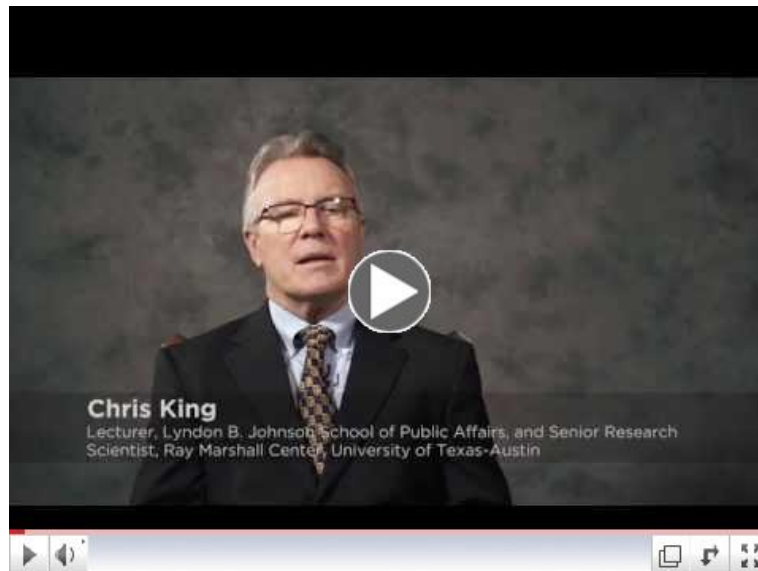 Chris King
Lecturer, Lyndon B. Johnson School of Public Affairs, and Senior Research
Scientist, Ray Marshall Center, University of Texas-Austin